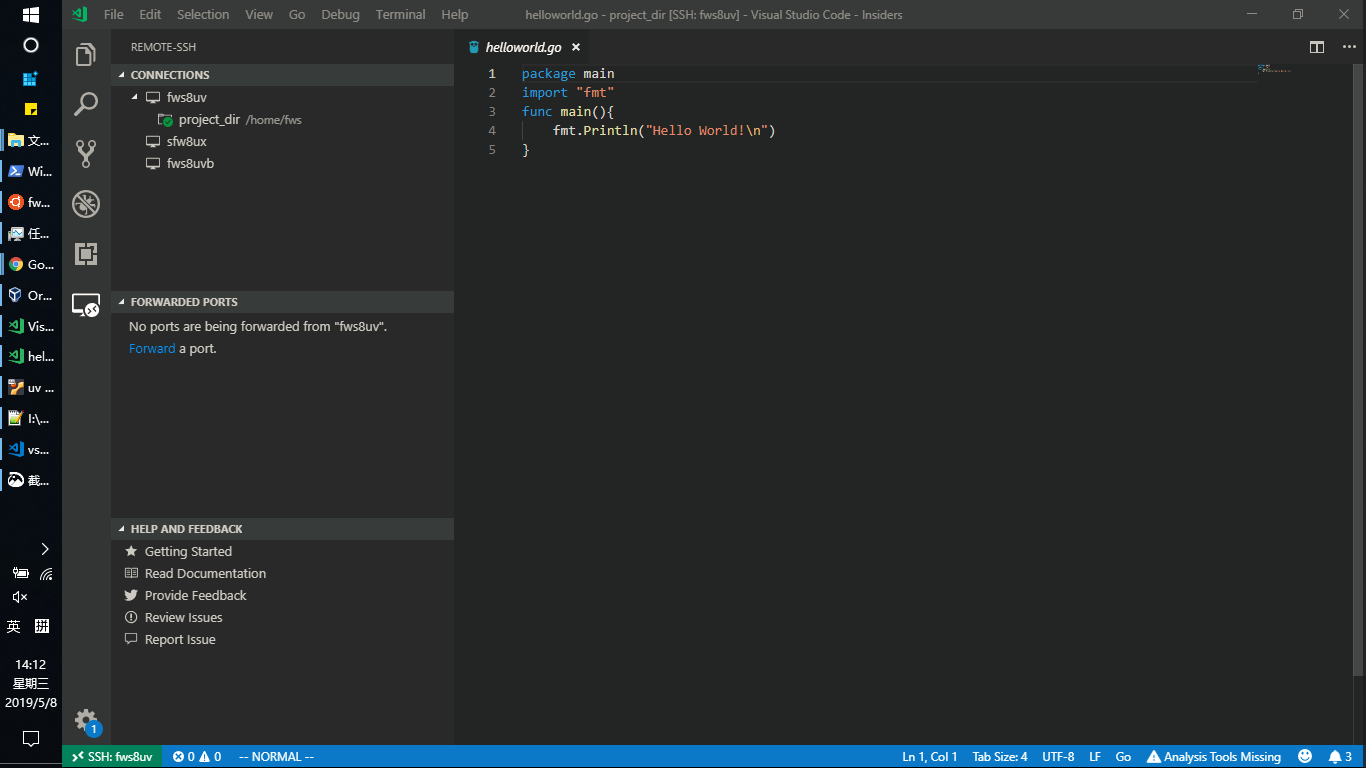 File Edit Selection View Go Debug Terminal Help helloworld.go - project_dir [SSH: fws8uv] - Visual Studio Code - Insiders
文...
Wi...
fw...
任...
Go...
Or...
Vis...
hel...
uv ...
I:\...
vs...
截...
英 拼
14:12
星期三
2019/5/8
REMOTE-SSH
CONNECTIONS
fws8uv
project_dir /home/fws
sfw8ux
fws8uvb
FORWARDED PORTS
No ports are being forwarded from "fws8uv".
Forward a port.
HELP AND FEEDBACK
Getting Started
Read Documentation
Provide Feedback
Review Issues
Report Issue
1
helloworld.go
1 package main
2 import "fmt"
3 func main(){
4 fmt.Println("Hello World!\n")
5 }
SSH: fws8uv 0 0 -- NORMAL -- Ln 1, Col 1 Tab Size: 4 UTF-8 LF Go Analysis Tools Missing 3